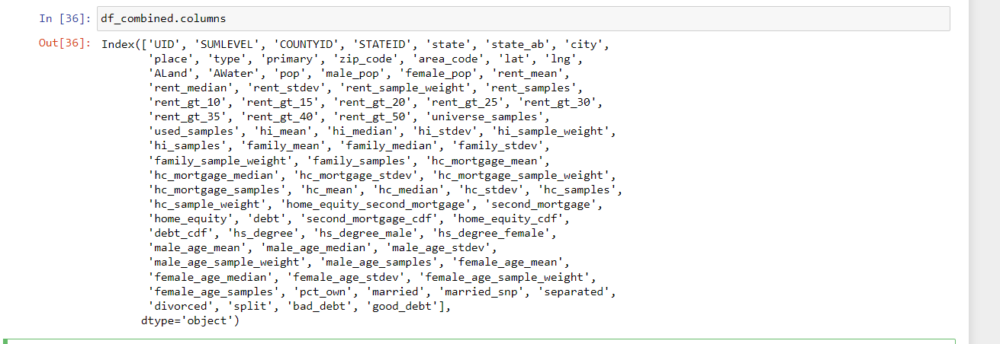 In [36]: df_combined.columns
Out[36]: Index(['UID', 'SUMLEVEL', 'COUNTYID', 'STATEID', 'state', 'state_ab', 'city',
'place', 'type', 'primary', 'zip_code', 'area_code', 'lat', 'lng',
'ALand', 'AWater', 'pop', 'male_pop', 'female_pop', 'rent_mean',
'rent_median', 'rent_stdev', 'rent_sample_weight', 'rent_samples',
'rent_gt_10', 'rent_gt_15', 'rent_gt_20', 'rent_gt_25', 'rent_gt_30',
'rent_gt_35', 'rent_gt_40', 'rent_gt_50', 'universe_samples',
'used_samples', 'hi_mean', 'hi_median', 'hi_stdev', 'hi_sample_weight',
'hi_samples', 'family_mean', 'family_median', 'family_stdev',
'family_sample_weight', 'family_samples', 'hc_mortgage_mean',
'hc_mortgage_median', 'hc_mortgage_stdev', 'hc_mortgage_sample_weight',
'hc_mortgage_samples', 'hc_mean', 'hc_median', 'hc_stdev', 'hc_samples',
'hc_sample_weight', 'home_equity_second_mortgage', 'second_mortgage',
'home_equity', 'debt', 'second_mortgage_cdf', 'home_equity_cdf',
'debt_cdf', 'hs_degree', 'hs_degree_male', 'hs_degree_female',
'male_age_mean', 'male_age_median', 'male_age_stdev',
'male_age_sample_weight', 'male_age_samples', 'female_age_mean',
'female_age_median', 'female_age_stdev', 'female_age_sample_weight',
'female_age_samples', 'pct_own', 'married', 'married_snp', 'separated',
'divorced', 'split', 'bad_debt', 'good_debt'],
dtype='object')